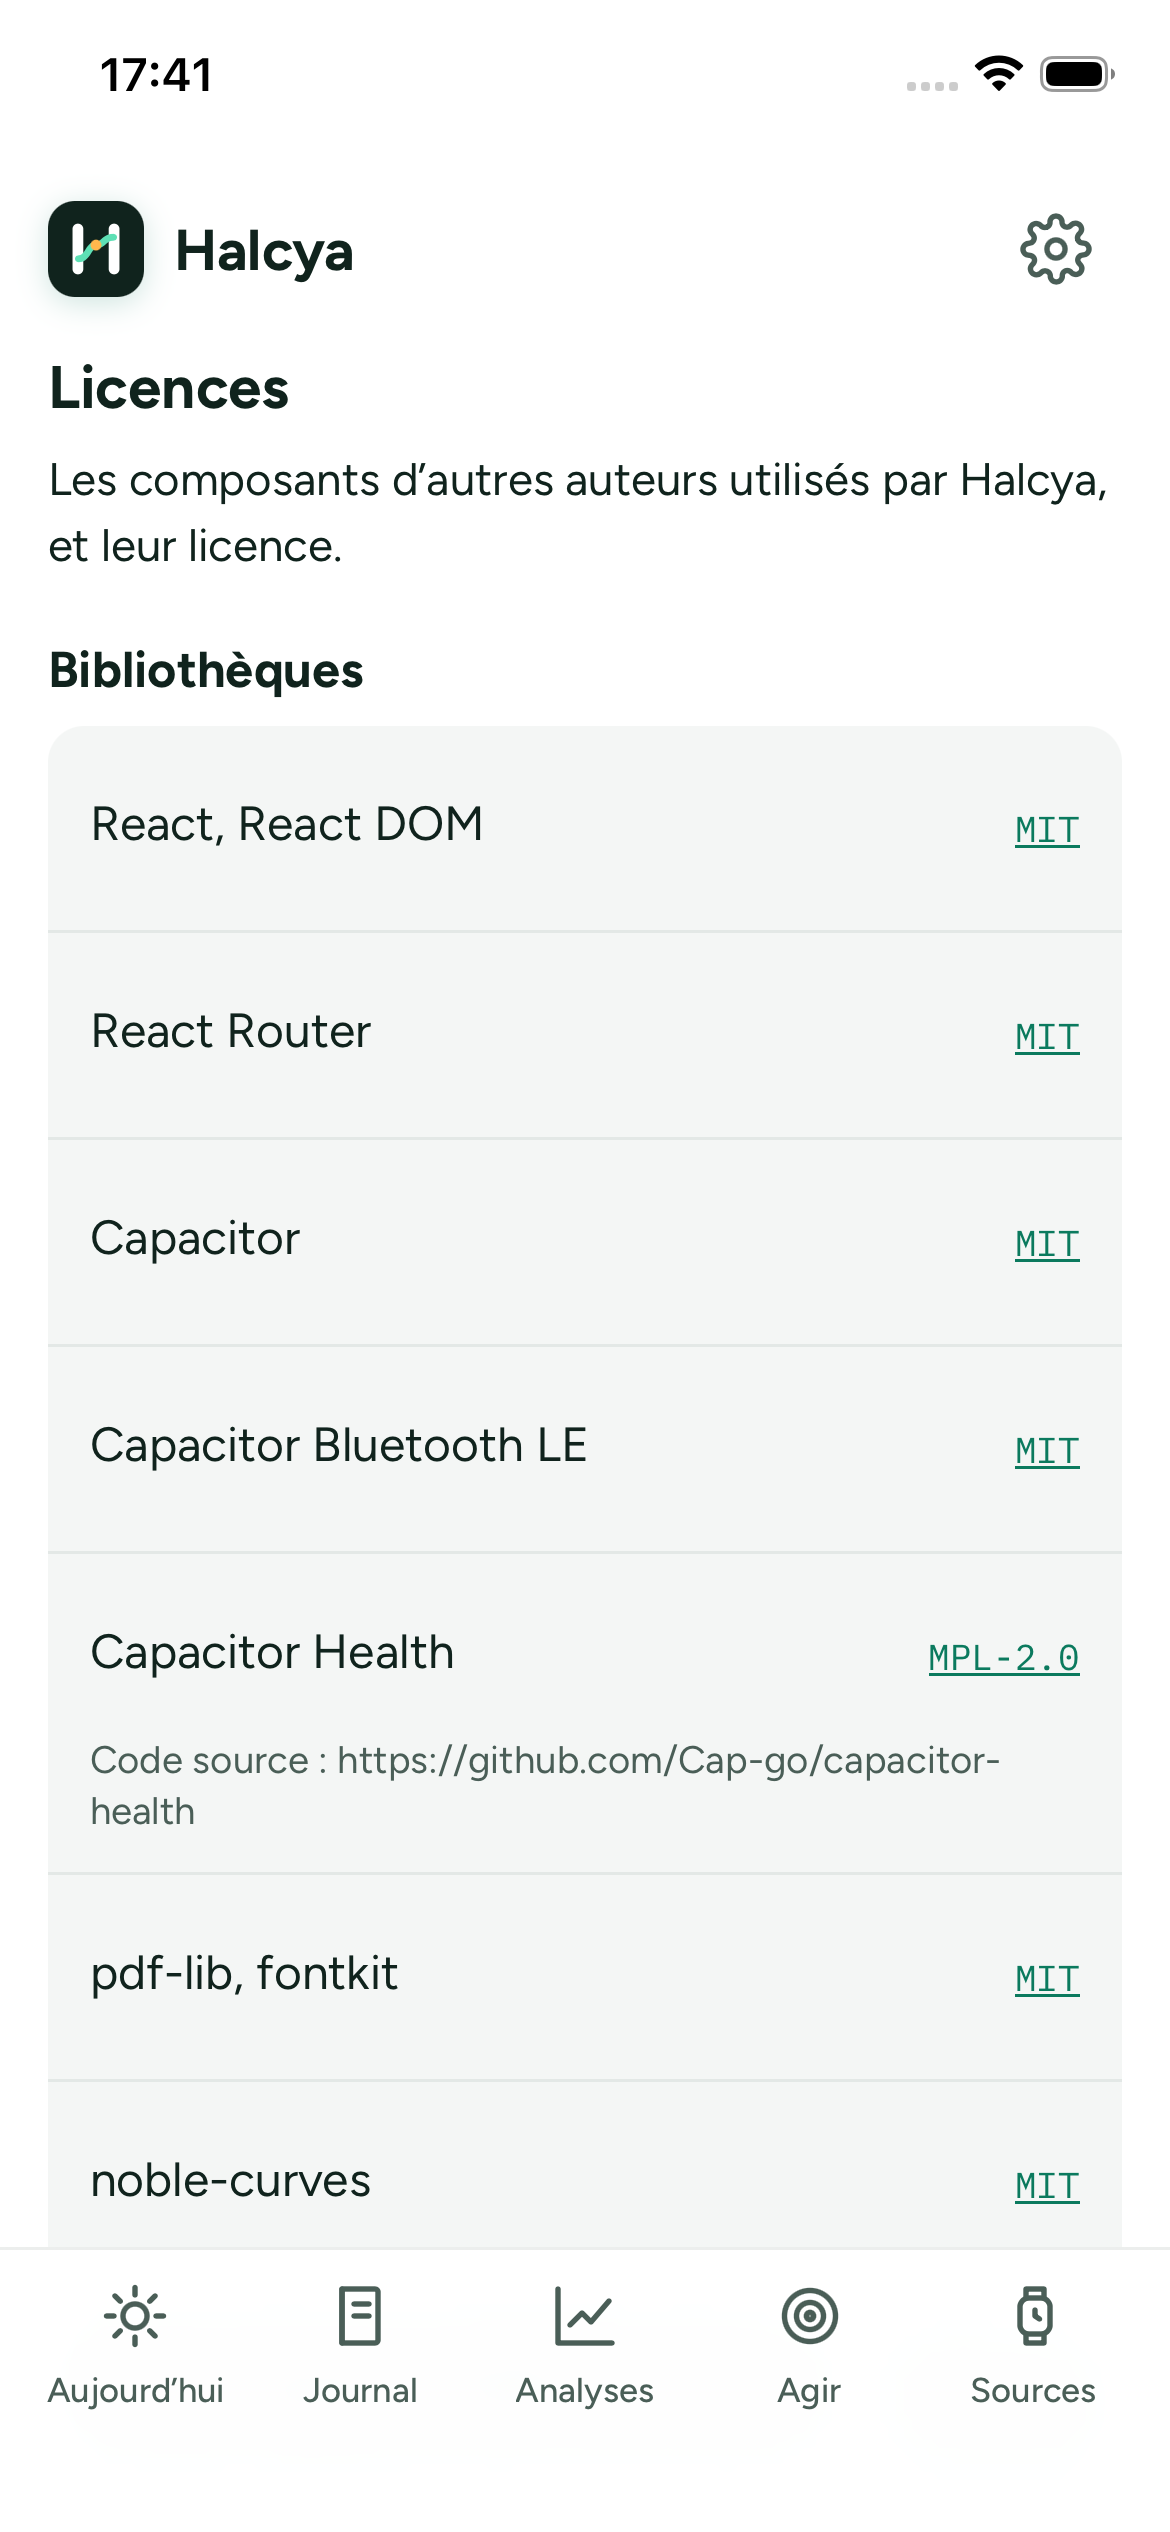 17:41
Halcya
Licences
Les composants d’autres auteurs utilisés par Halcya,
et leur licence.
Bibliothèques
React, React DOM MIT
React Router MIT
Capacitor MIT
Capacitor Bluetooth LE MIT
Capacitor Health MPL-2.0
Code source : https://github.com/Cap-go/capacitor-
health
pdf-lib, fontkit MIT
noble-curves MIT
Aujourd’hui Journal Analyses Agir Sources